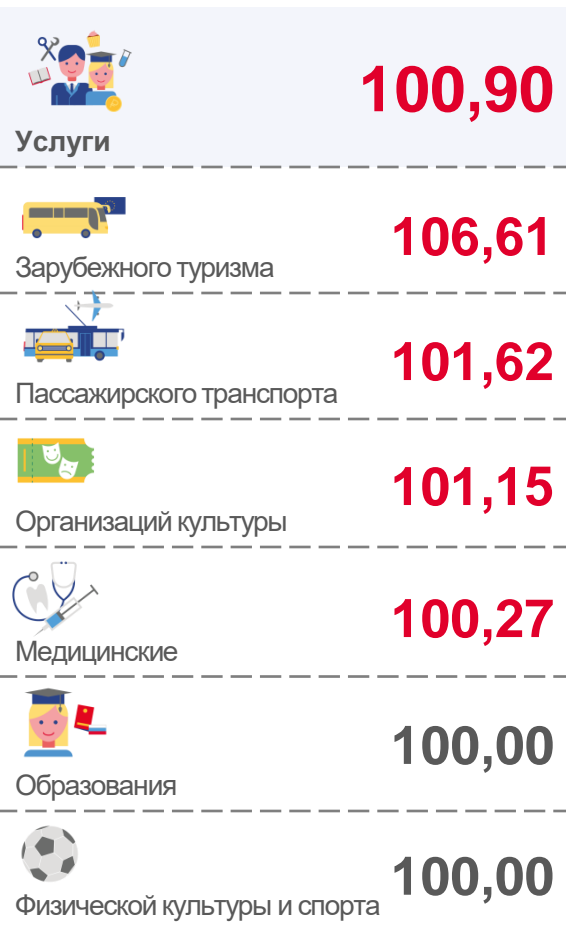 100,90
Услуги
106,61
Зарубежного туризма
101,62
Пассажирского транспорта
101,15
Организаций культуры
100,27
Медицинские
100,00
Образования
100,00
Физической культуры и спорта